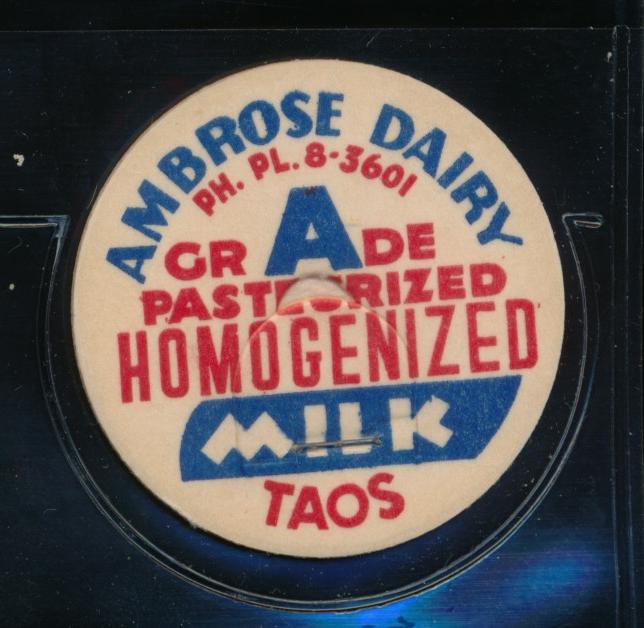 AMBROSE DAIRY
PH. PL. 8-3601
GRADE
PASTEURIZED
HOMOGENIZED
MILK
TAOS